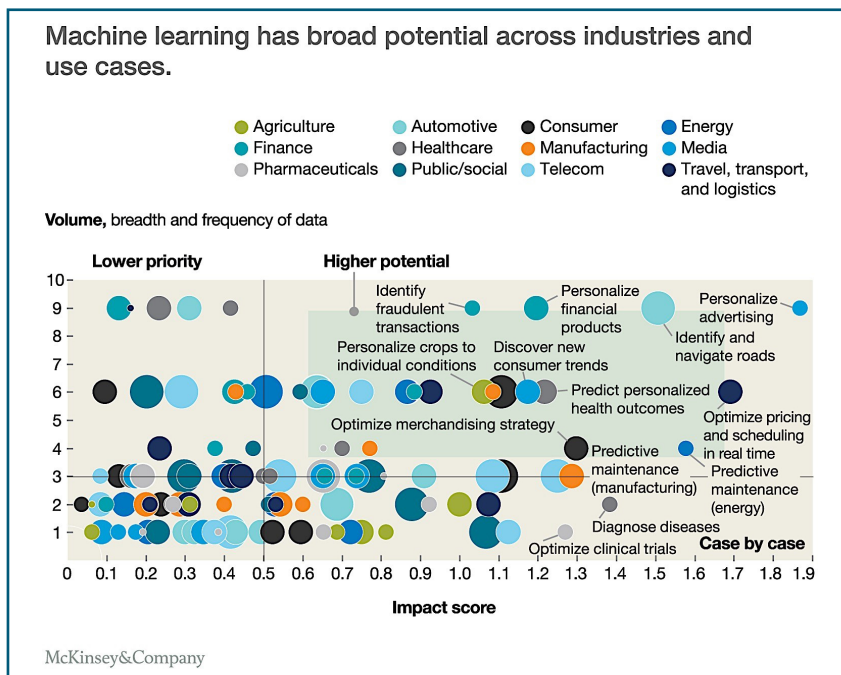 Machine learning has broad potential across industries and
use cases.
Agriculture
Automotive
Consumer
Energy
Finance
Healthcare
Manufacturing
Media
Pharmaceuticals
Public/social
Telecom
Travel, transport,
and logistics
Volume, breadth and frequency of data
Lower priority
Higher potential
10
9
8
7
6
5
4
3
2
1
Identify
fraudulent
transactions
Personalize
financial
products
Personalize
advertising
Identify and
navigate roads
Personalize crops to
individual conditions
Discover new
consumer trends
Predict personalized
health outcomes
Optimize pricing
and scheduling
in real time
Optimize merchandising strategy
Predictive
maintenance
(manufacturing)
Predictive
maintenance
(energy)
Diagnose diseases
Optimize clinical trials
Case by case
0 0.1 0.2 0.3 0.4 0.5 0.6 0.7 0.8 0.9 1.0 1.1 1.2 1.3 1.4 1.5 1.6 1.7 1.8 1.9
Impact score
McKinsey&Company